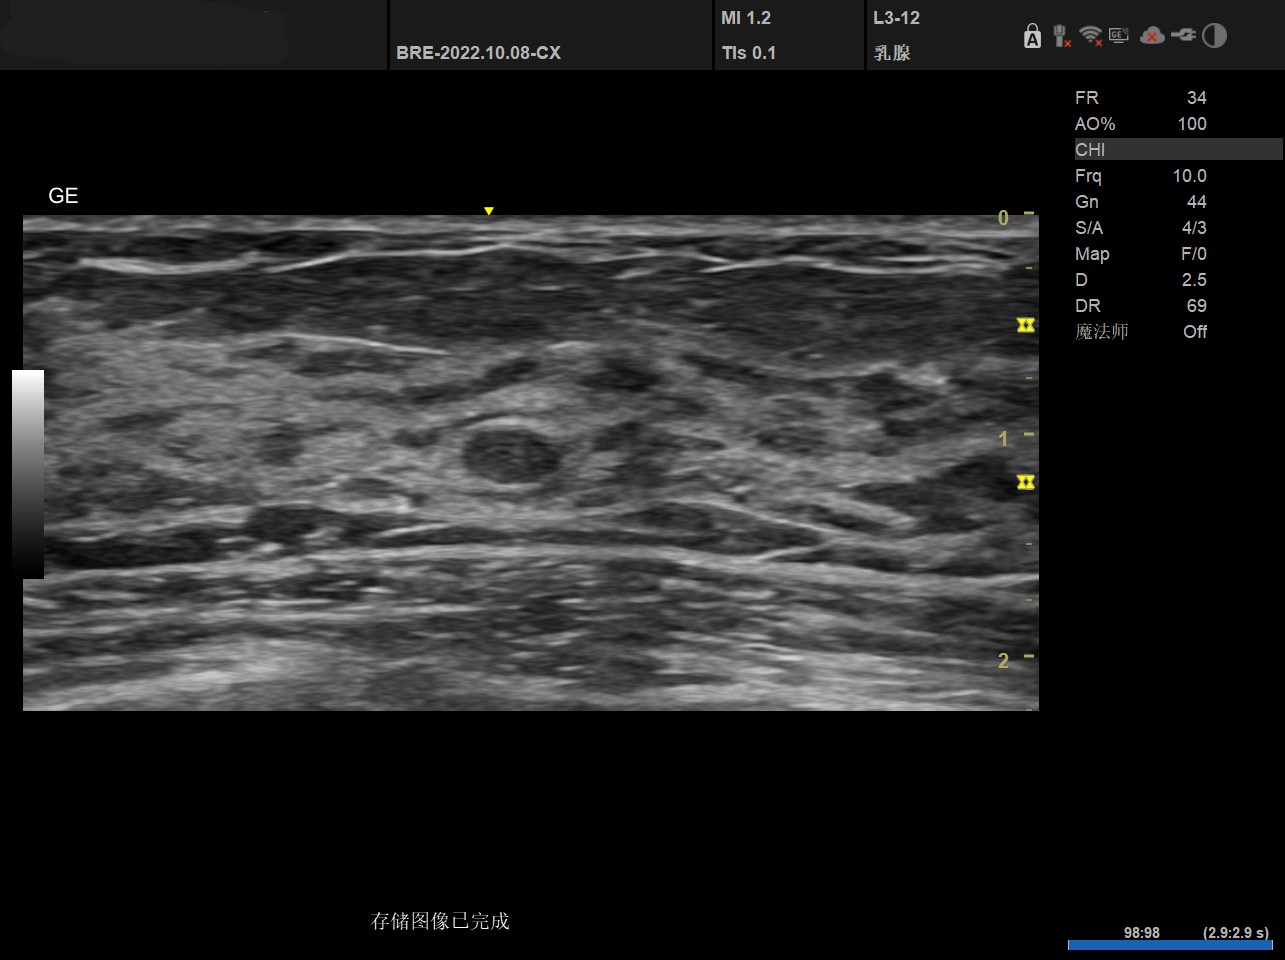 MI 1.2
L3-12
BRE-2022.10.08-CX
TIs 0.1
乳腺
A
GE
FR 34
AO% 100
CHI
Frq 10.0
Gn 44
S/A 4/3
Map F/0
D 2.5
DR 69
魔法师 Off
GE
0
1
2
存储图像已完成
98:98 (2.9:2.9 s)